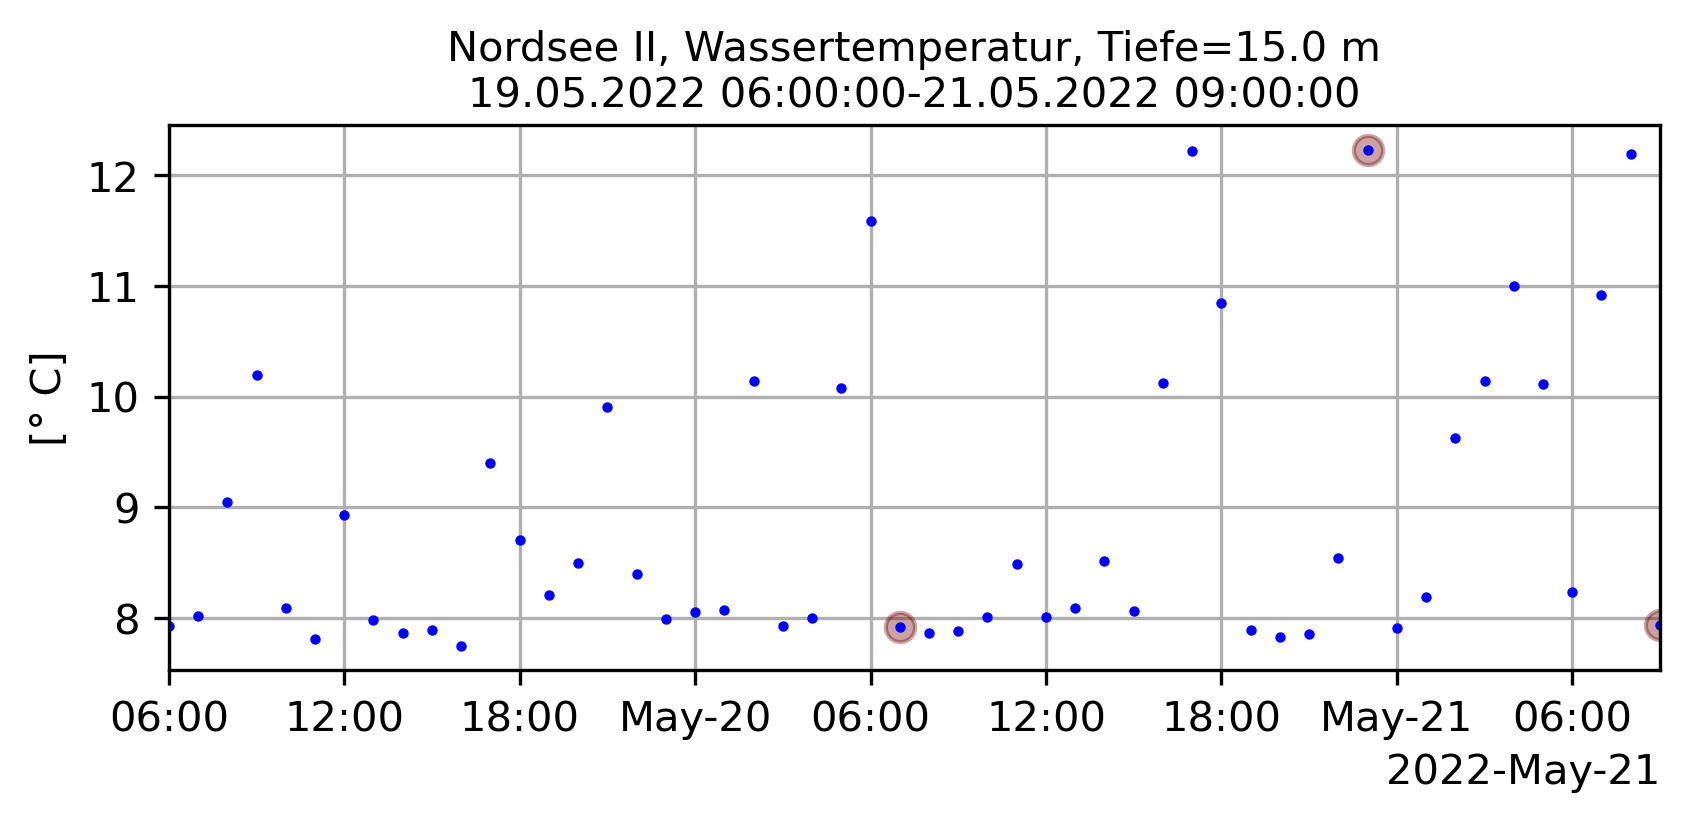 Nordsee II, Wassertemperatur, Tiefe=15.0 m
19.05.2022 06:00:00-21.05.2022 09:00:00
[° C]
12
11
10
9
8
06:00 12:00 18:00 May-20 06:00 12:00 18:00 May-21 06:00
2022-May-21